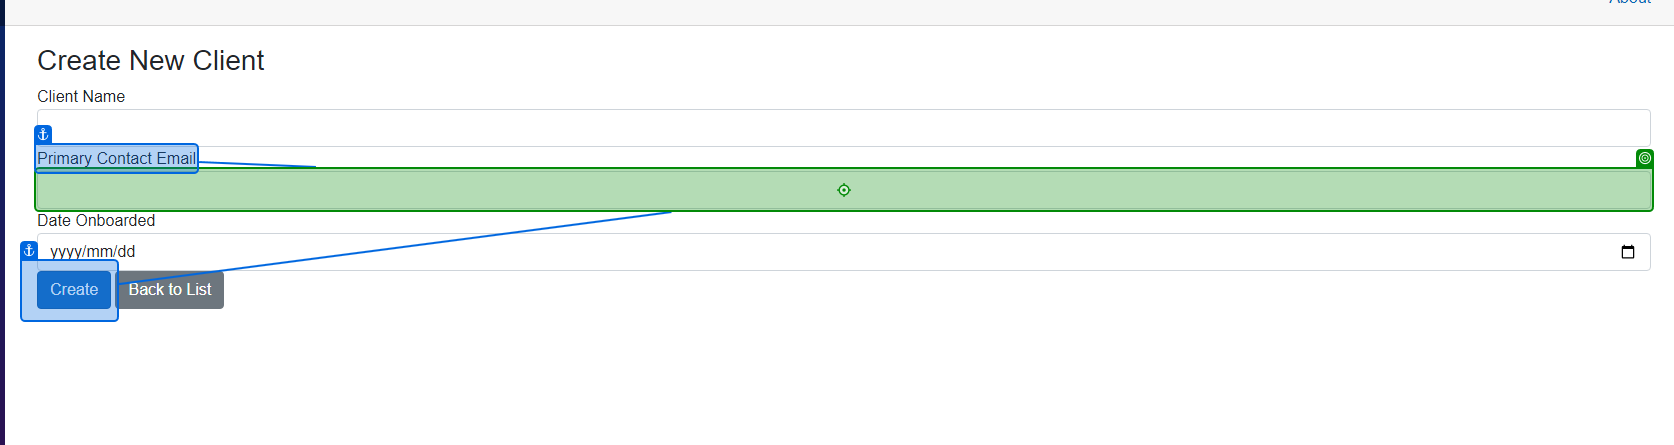 About
Create New Client
Client Name
Primary Contact Email
Date Onboarded
yyyy/mm/dd
Create Back to List